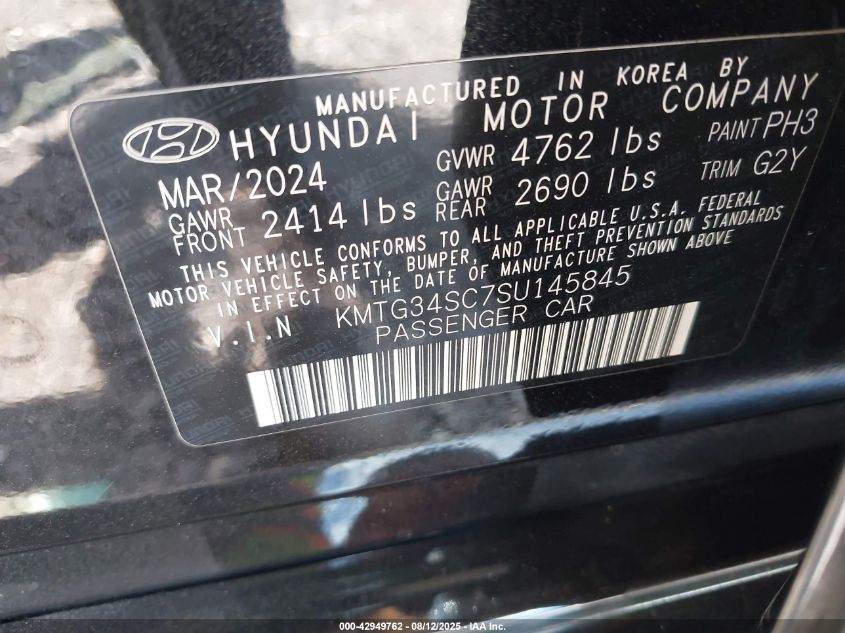 MANUFACTURED IN KOREA BY
HYUNDAI MOTOR COMPANY
MAR/2024 GVWR 4762 lbs PAINT PH3
GAWR FRONT 2414 lbs GAWR REAR 2690 lbs TRIM G2Y
THIS VEHICLE CONFORMS TO ALL APPLICABLE U.S.A. FEDERAL
MOTOR VEHICLE SAFETY, BUMPER, AND THEFT PREVENTION STANDARDS
IN EFFECT ON THE DATE OF MANUFACTURE SHOWN ABOVE
V.I.N KMTG34SC7SU145845
PASSENGER CAR
000-42949762 - 08/12/2025 - IAA Inc.